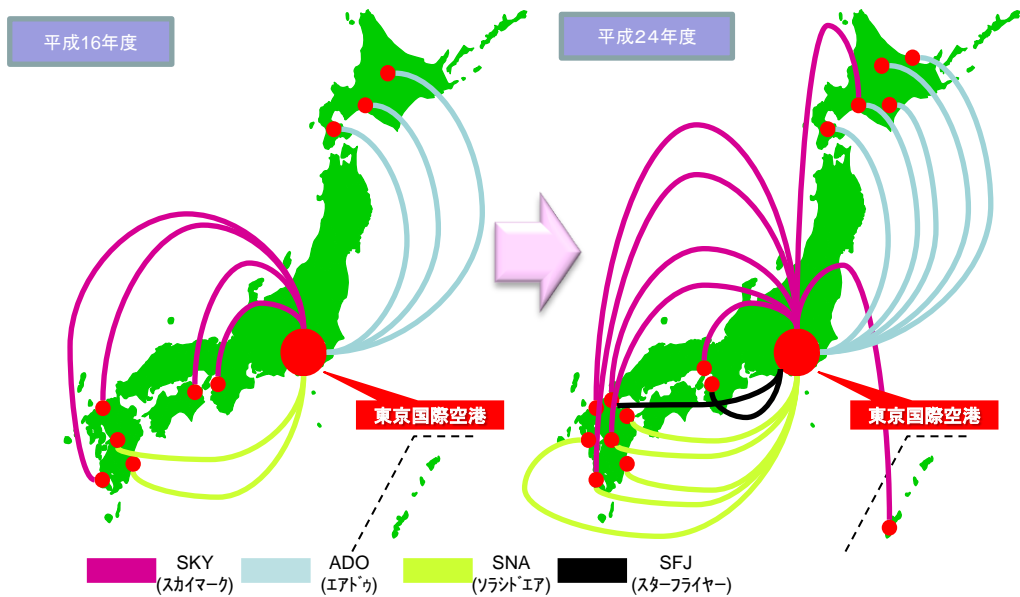 平成16年度
平成24年度
東京国際空港
東京国際空港
SKY
(スカイマーク)
ADO
(エアドゥ)
SNA
(ソラシドエア)
SFJ
(スターフライヤー)